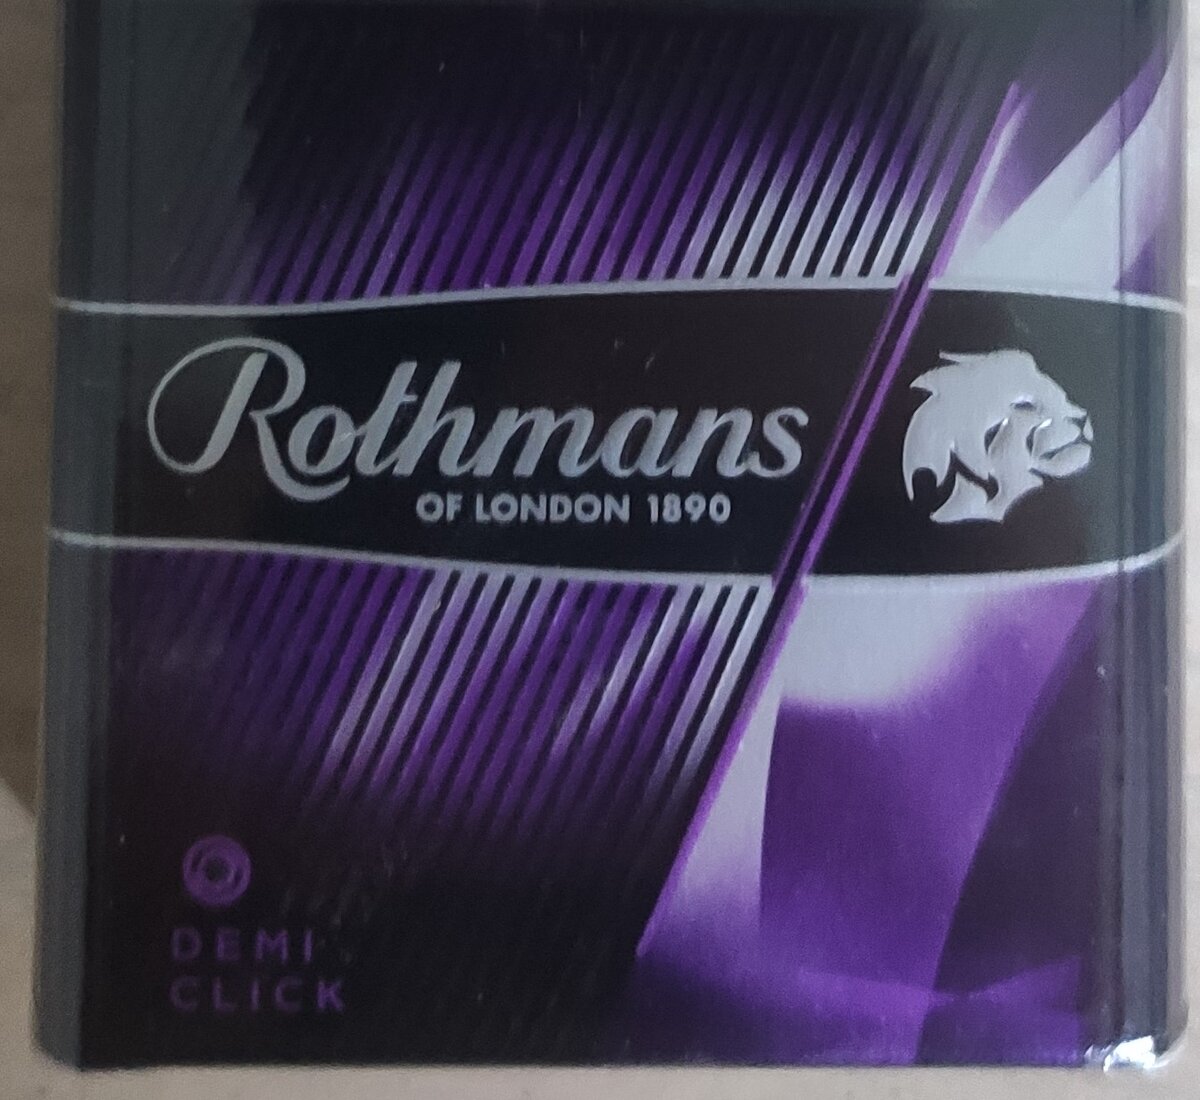 Rothmans
OF LONDON 1890
DEMI
CLICK